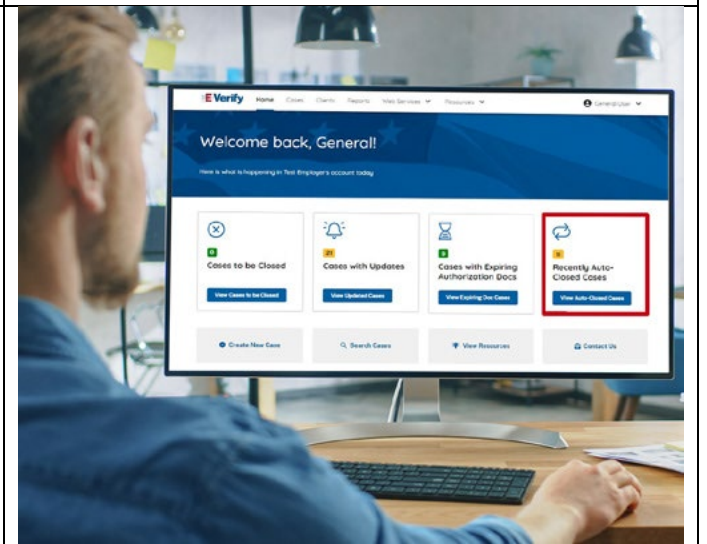 E Verify Home Cases Clients Reports Web Services Resources General User
Welcome back, General!
Here is what is happening in Test Employer's account today
0
Cases to be Closed
View Cases to be Closed
21
Cases with Updates
View Updated Cases
Cases with Expiring
Authorization Docs
View Expiring Doc Cases
Recently Auto-
Closed Cases
View Auto-Closed Cases
Create New Case
Search Cases
View Resources
Contact Us